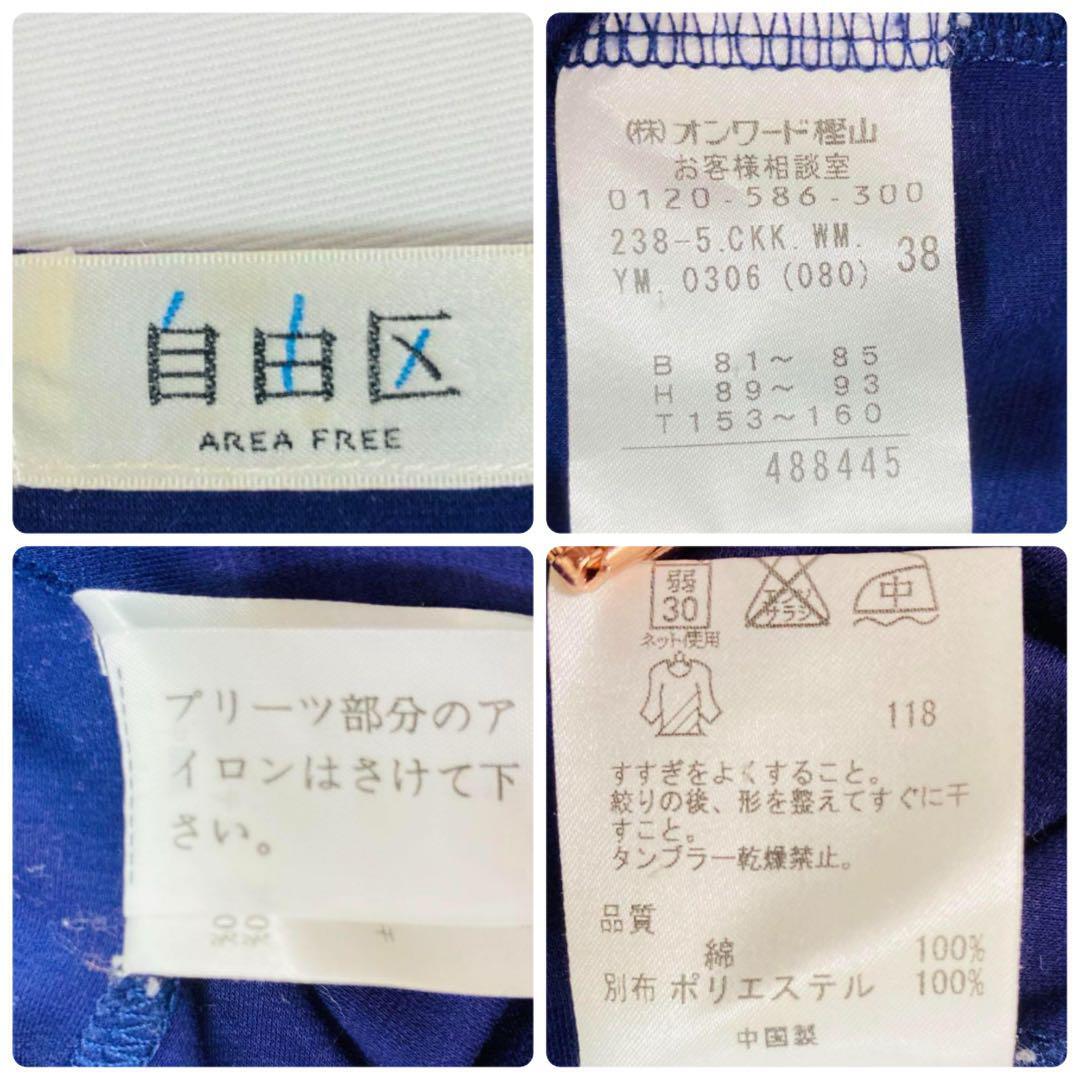 自由区
AREA FREE
㈱オンワード樫山
お客様相談室
0120-586-300
238-5.CKK.WM.
YM. 0306 (080) 38
B 81～ 85
H 89～ 93
T153～160
488445
プリーツ部分のア
イロンはさけて下
さい。
弱
30
ネット使用
エンソ
サラシ
中
118
すすぎをよくすること。
絞りの後、形を整えてすぐに干
すこと。
タンブラー乾燥禁止。
品質
綿 100%
別布 ポリエステル 100%
中国製